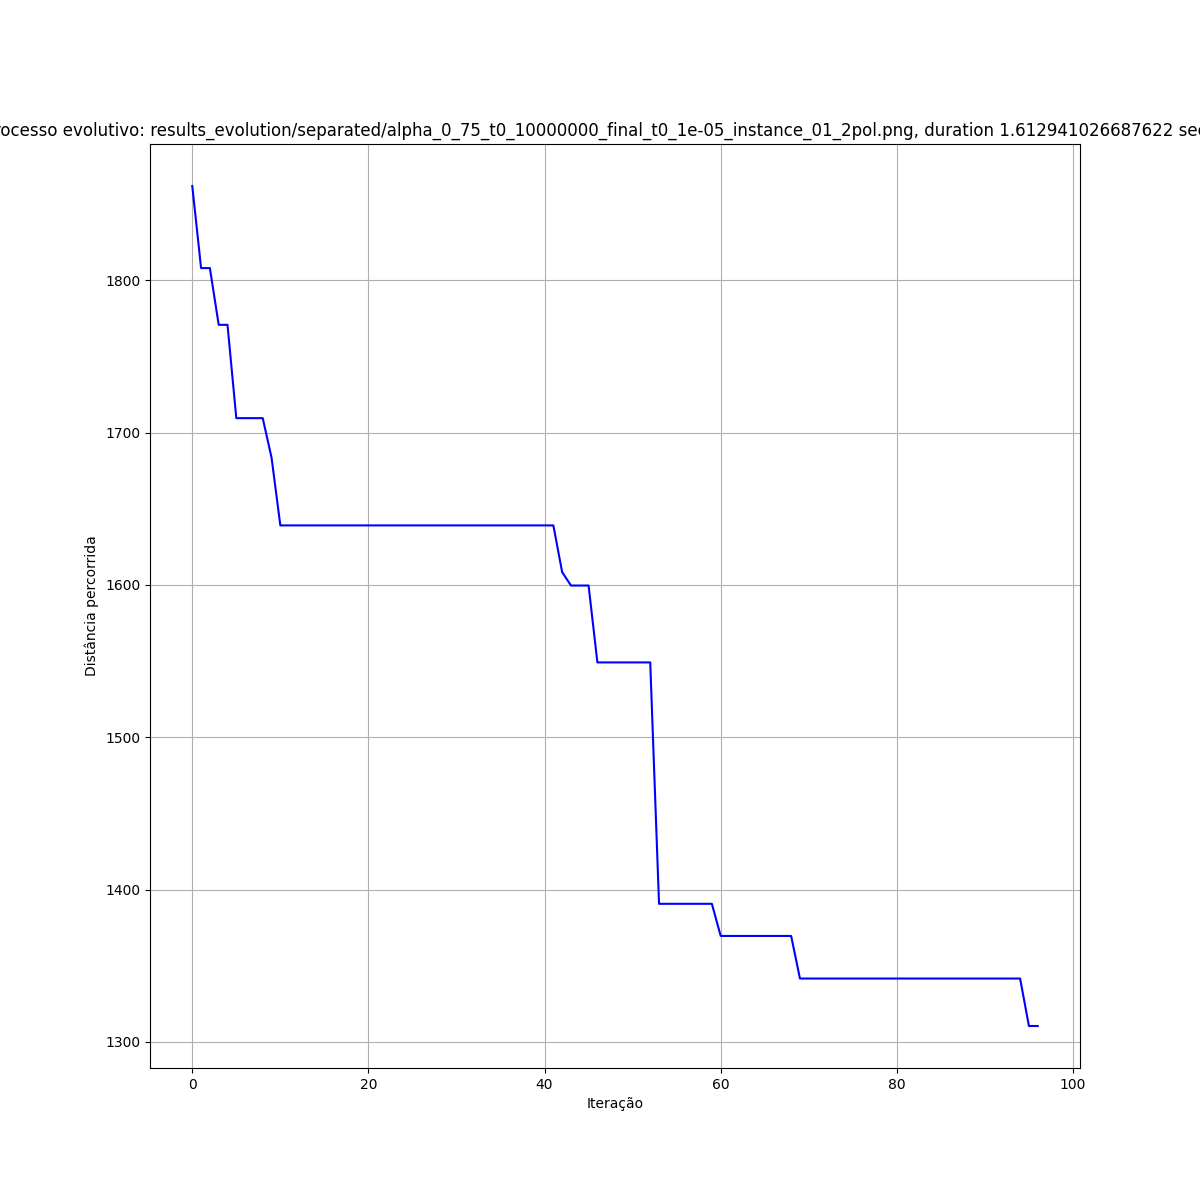 ocesso evolutivo: results_evolution/separated/alpha_0_75_t0_10000000_final_t0_1e-05_instance_01_2pol.png, duration 1.612941026687622 sec
1800
1700
1600
1500
1400
1300
Distância percorrida
0 20 40 60 80 100
Iteração